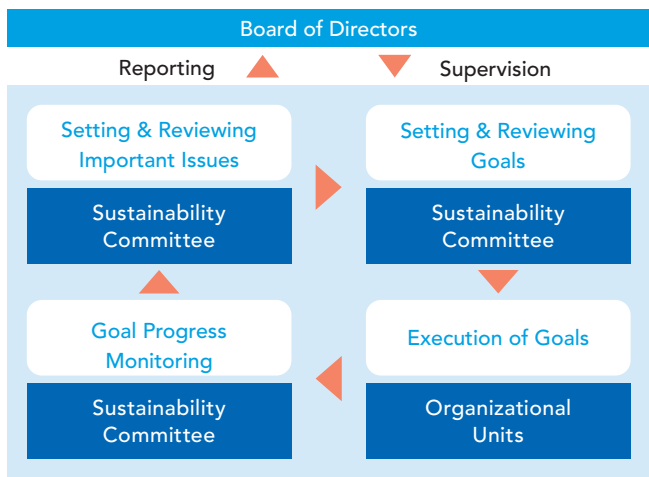 Board of Directors
Reporting
Supervision
Setting & Reviewing
Important Issues
Sustainability
Committee
Setting & Reviewing
Goals
Sustainability
Committee
Goal Progress
Monitoring
Sustainability
Committee
Execution of Goals
Organizational
Units